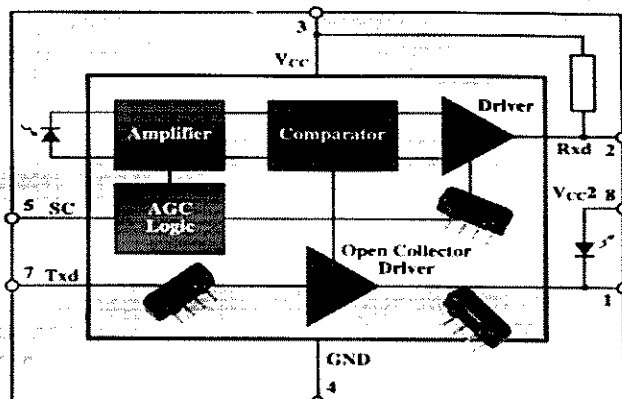 3
VCC
Driver
Amplifier
Comparator
Rxd 2
VCC2 8
5 SC
AGC
Logic
Open Collector
Driver
7 Txd
1
GND
4